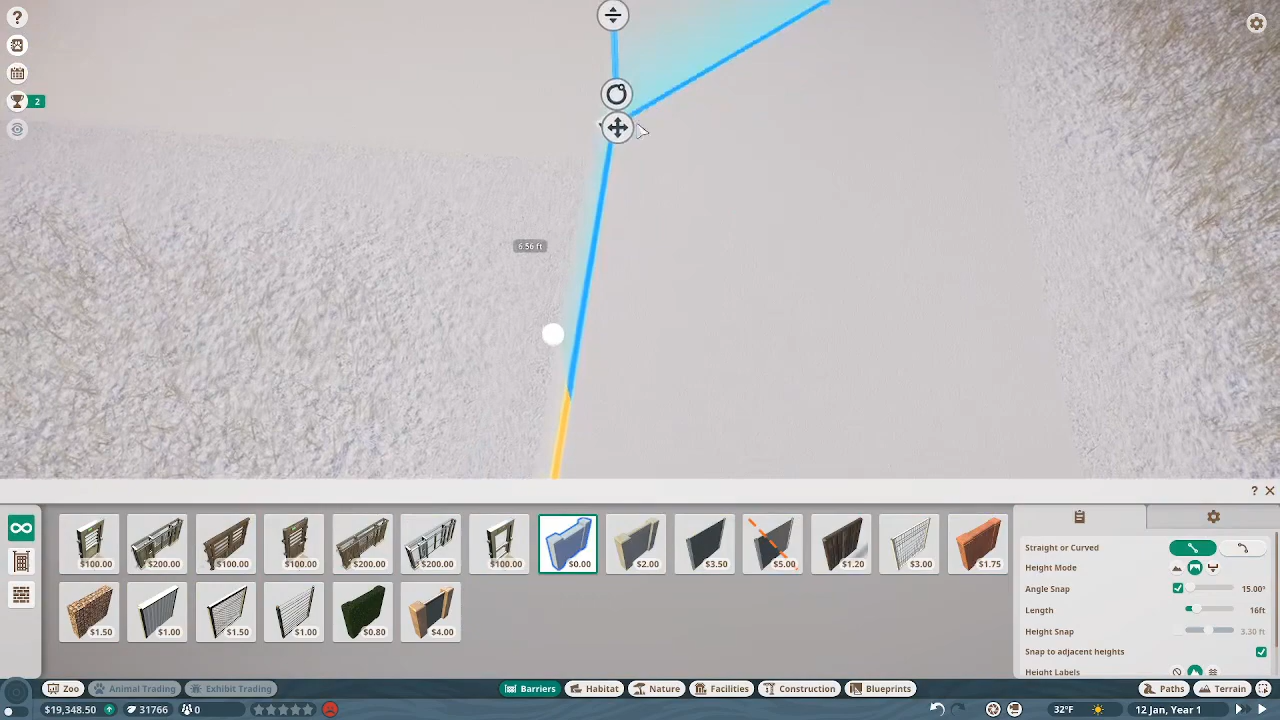 ?
2
6.56 ft
?
$100.00 $200.00 $100.00 $100.00 $200.00 $200.00 $100.00 $0.00 $2.00 $3.50 $5.00 $1.20 $3.00 $1.75
$1.50 $1.00 $1.50 $1.00 $0.80 $4.00
Straight or Curved
Height Mode
Angle Snap 15.00°
Length 16ft
Height Snap 3.30 ft
Snap to adjacent heights
Height Labels
Zoo Animal Trading Exhibit Trading Barriers Habitat Nature Facilities Construction Blueprints Paths Terrain
$19,348.50 31766 0 32°F 12 Jan, Year 1